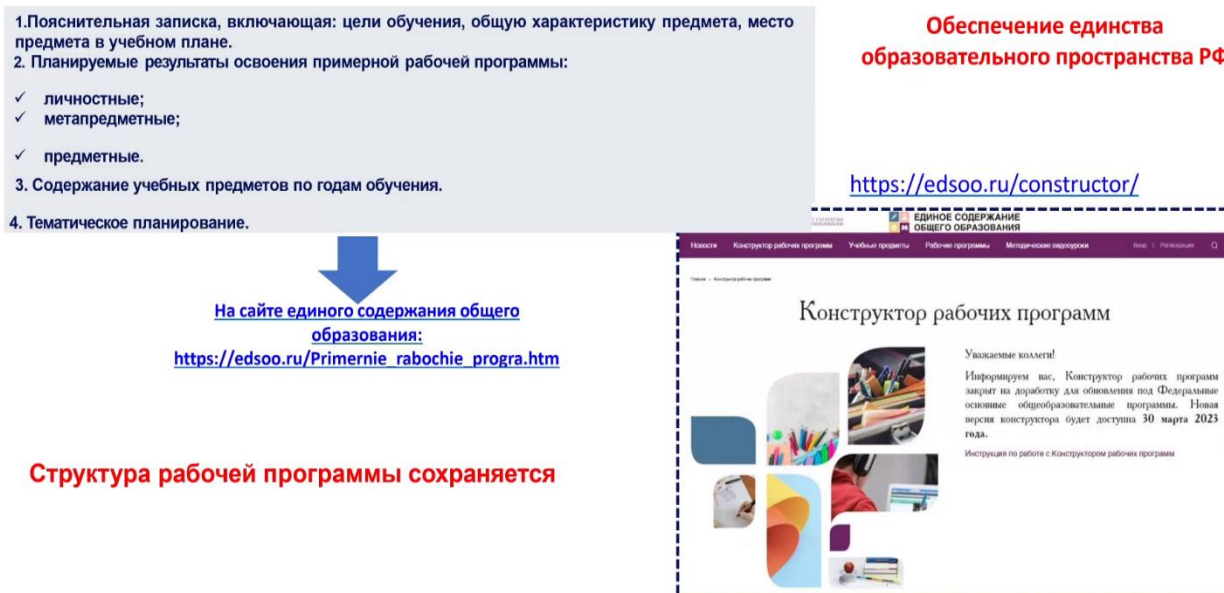 1.Пояснительная записка, включающая: цели обучения, общую характеристику предмета, место
предмета в учебном плане.
2. Планируемые результаты освоения примерной рабочей программы:
✓ личностные;
✓ метапредметные;
✓ предметные.
3. Содержание учебных предметов по годам обучения.
4. Тематическое планирование.
На сайте единого содержания общего
образования:
https://edsoo.ru/Primernie_rabochie_progra.htm
Структура рабочей программы сохраняется
Обеспечение единства
образовательного пространства РФ
https://edsoo.ru/constructor/
ЕДИНОЕ СОДЕРЖАНИЕ
ОБЩЕГО ОБРАЗОВАНИЯ
Новости Конструктор рабочих программ Учебные предметы Рабочие программы Методические видеоуроки Вход | Регистрация
Главная » Конструктор рабочих программ
Конструктор рабочих программ
Уважаемые коллеги!
Информируем вас, Конструктор рабочих программ
закрыт на доработку для обновления под Федеральные
основные общеобразовательные программы. Новая
версия конструктора будет доступна 30 марта 2023
года.
Инструкция по работе с Конструктором рабочих программ